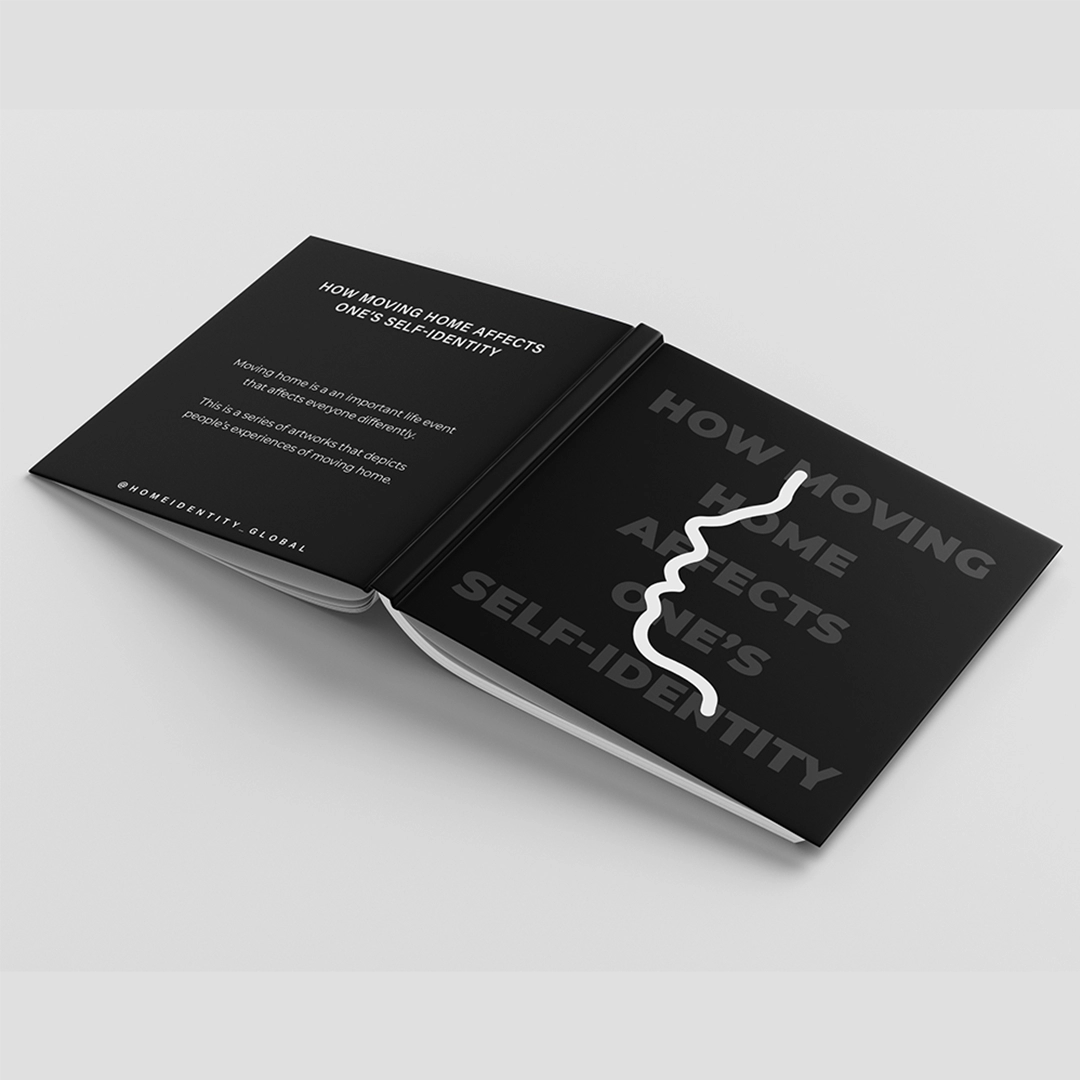 HOW MOVING HOME AFFECTS
ONE'S SELF-IDENTITY
Moving home is a an important life event
that affects everyone differently.
This is a series of artworks that depicts
people's experiences of moving home.
@HOMEIDENTITY_GLOBAL
HOW MOVING
HOME
AFFECTS
ONE'S
SELF-IDENTITY